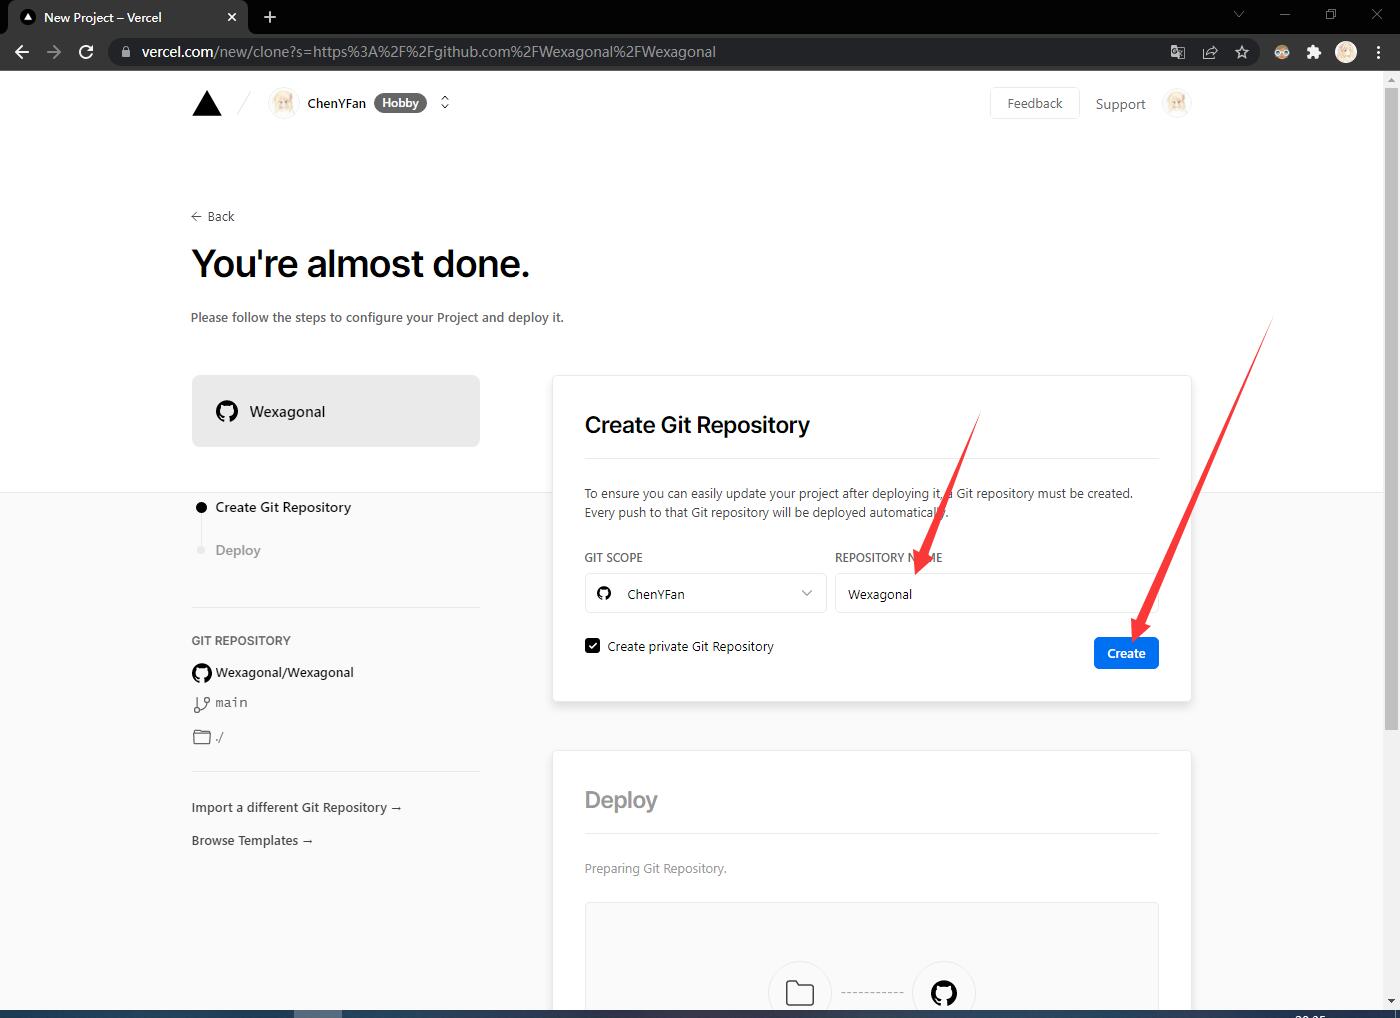 New Project – Vercel
vercel.com/new/clone?s=https%3A%2F%2Fgithub.com%2FWexagonal%2FWexagonal
ChenYFan Hobby
Feedback Support
← Back
You're almost done.
Please follow the steps to configure your Project and deploy it.
Wexagonal
Create Git Repository
Deploy
GIT REPOSITORY
Wexagonal/Wexagonal
main
./
Import a different Git Repository →
Browse Templates →
Create Git Repository
To ensure you can easily update your project after deploying it, a Git repository must be created.
Every push to that Git repository will be deployed automatically.
GIT SCOPE
REPOSITORY NAME
ChenYFan
Wexagonal
Create private Git Repository
Create
Deploy
Preparing Git Repository.